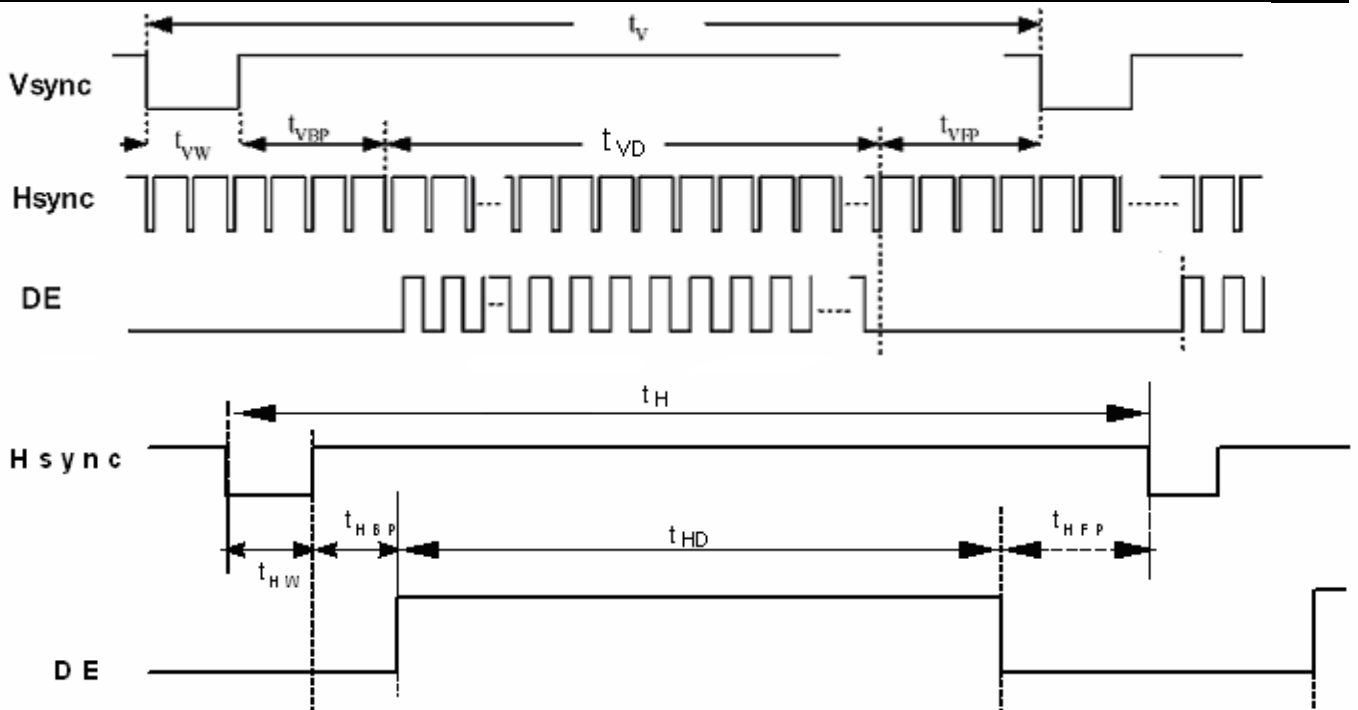 tV
Vsync
tVW
tVBP
tVD
tVFP
Hsync
DE
tH
Hsync
tHW
tHBP
tHD
tHFP
DE